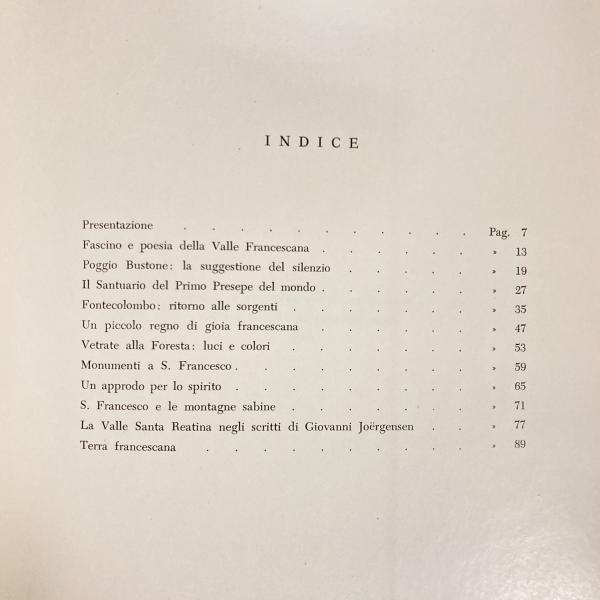 INDICE
Presentazione . . . . . . . . . . Pag. 7
Fascino e poesia della Valle Francescana . . . . . » 13
Poggio Bustone: la suggestione del silenzio . . . . . » 19
Il Santuario del Primo Presepe del mondo . . . . . » 27
Fontecolombo: ritorno alle sorgenti . . . . . . » 35
Un piccolo regno di gioia francescana . . . . . . » 47
Vetrate alla Foresta: luci e colori . . . . . . » 53
Monumenti a S. Francesco . . . . . . . . » 59
Un approdo per lo spirito . . . . . . . . » 65
S. Francesco e le montagne sabine . . . . . . » 71
La Valle Santa Reatina negli scritti di Giovanni Joërgensen . . » 77
Terra francescana . . . . . . . . . » 89